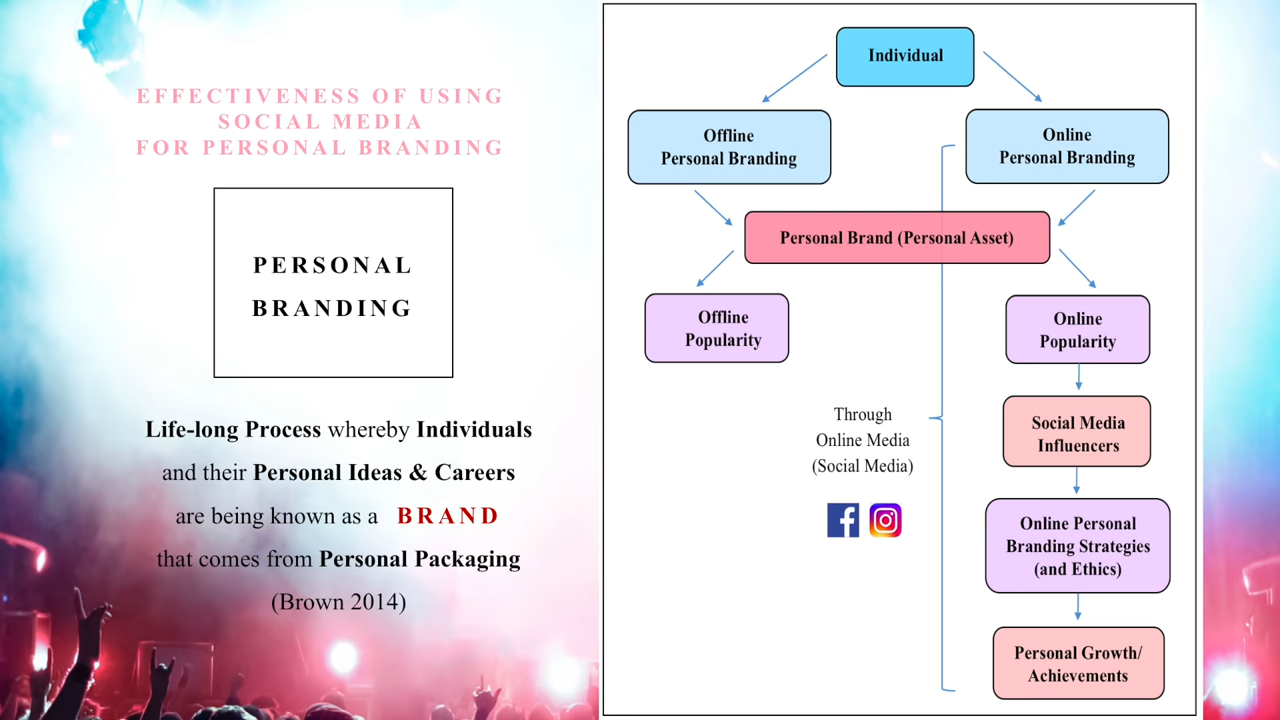 EFFECTIVENESS OF USING
SOCIAL MEDIA
FOR PERSONAL BRANDING
PERSONAL
BRANDING
Life-long Process whereby Individuals
and their Personal Ideas & Careers
are being known as a BRAND
that comes from Personal Packaging
(Brown 2014)
Individual
Offline
Personal Branding
Online
Personal Branding
Personal Brand (Personal Asset)
Offline
Popularity
Online
Popularity
Through
Online Media
(Social Media)
Social Media
Influencers
Online Personal
Branding Strategies
(and Ethics)
Personal Growth/
Achievements